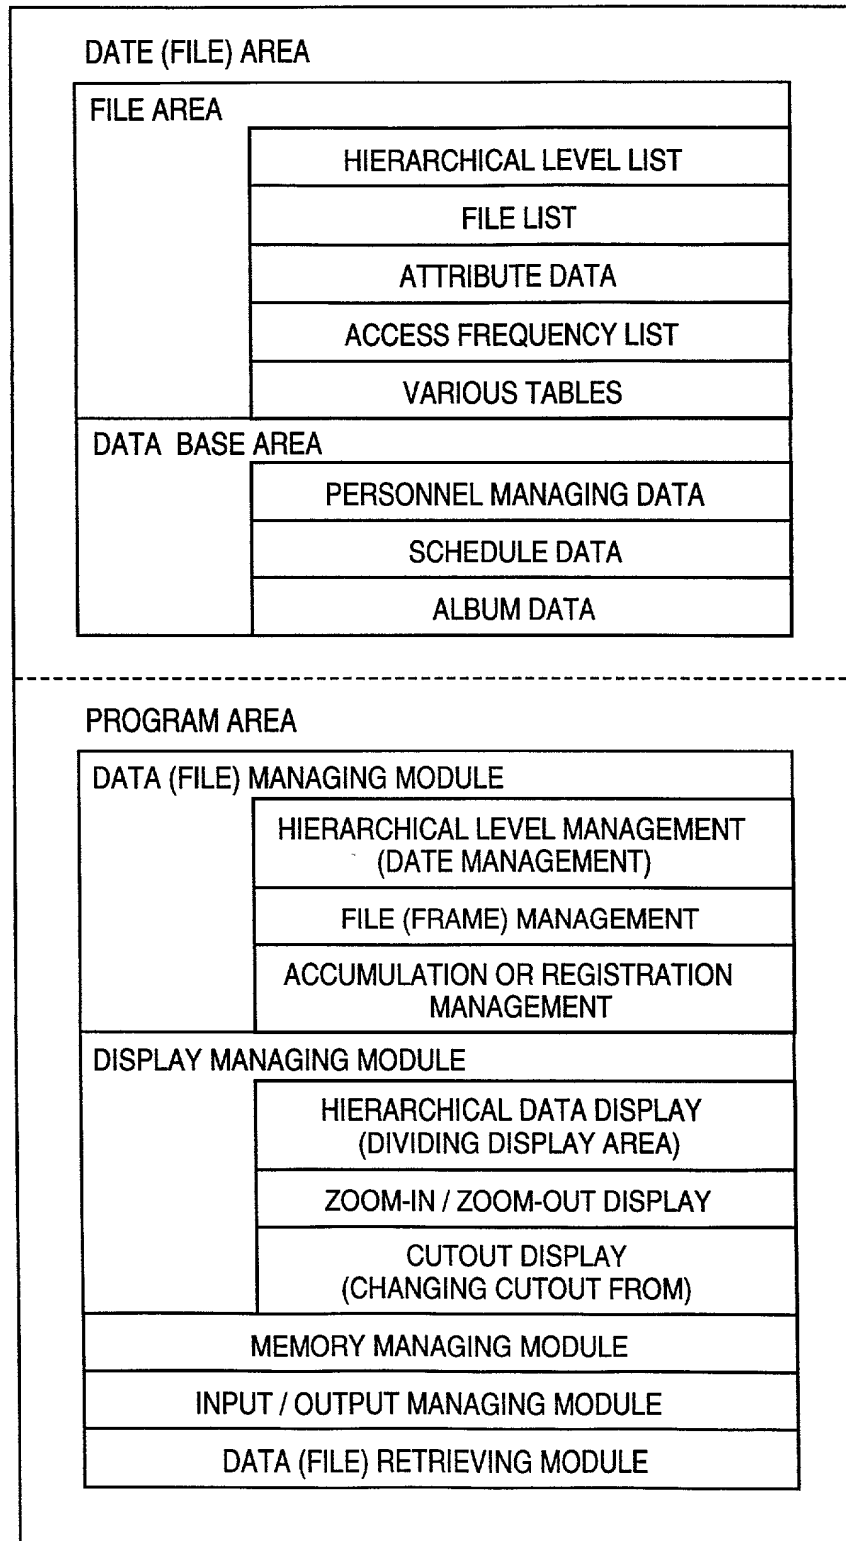 DATE (FILE) AREA
FILE AREA
HIERARCHICAL LEVEL LIST
FILE LIST
ATTRIBUTE DATA
ACCESS FREQUENCY LIST
VARIOUS TABLES
DATA BASE AREA
PERSONNEL MANAGING DATA
SCHEDULE DATA
ALBUM DATA
PROGRAM AREA
DATA (FILE) MANAGING MODULE
HIERARCHICAL LEVEL MANAGEMENT
(DATE MANAGEMENT)
FILE (FRAME) MANAGEMENT
ACCUMULATION OR REGISTRATION
MANAGEMENT
DISPLAY MANAGING MODULE
HIERARCHICAL DATA DISPLAY
(DIVIDING DISPLAY AREA)
ZOOM-IN / ZOOM-OUT DISPLAY
CUTOUT DISPLAY
(CHANGING CUTOUT FROM)
MEMORY MANAGING MODULE
INPUT / OUTPUT MANAGING MODULE
DATA (FILE) RETRIEVING MODULE